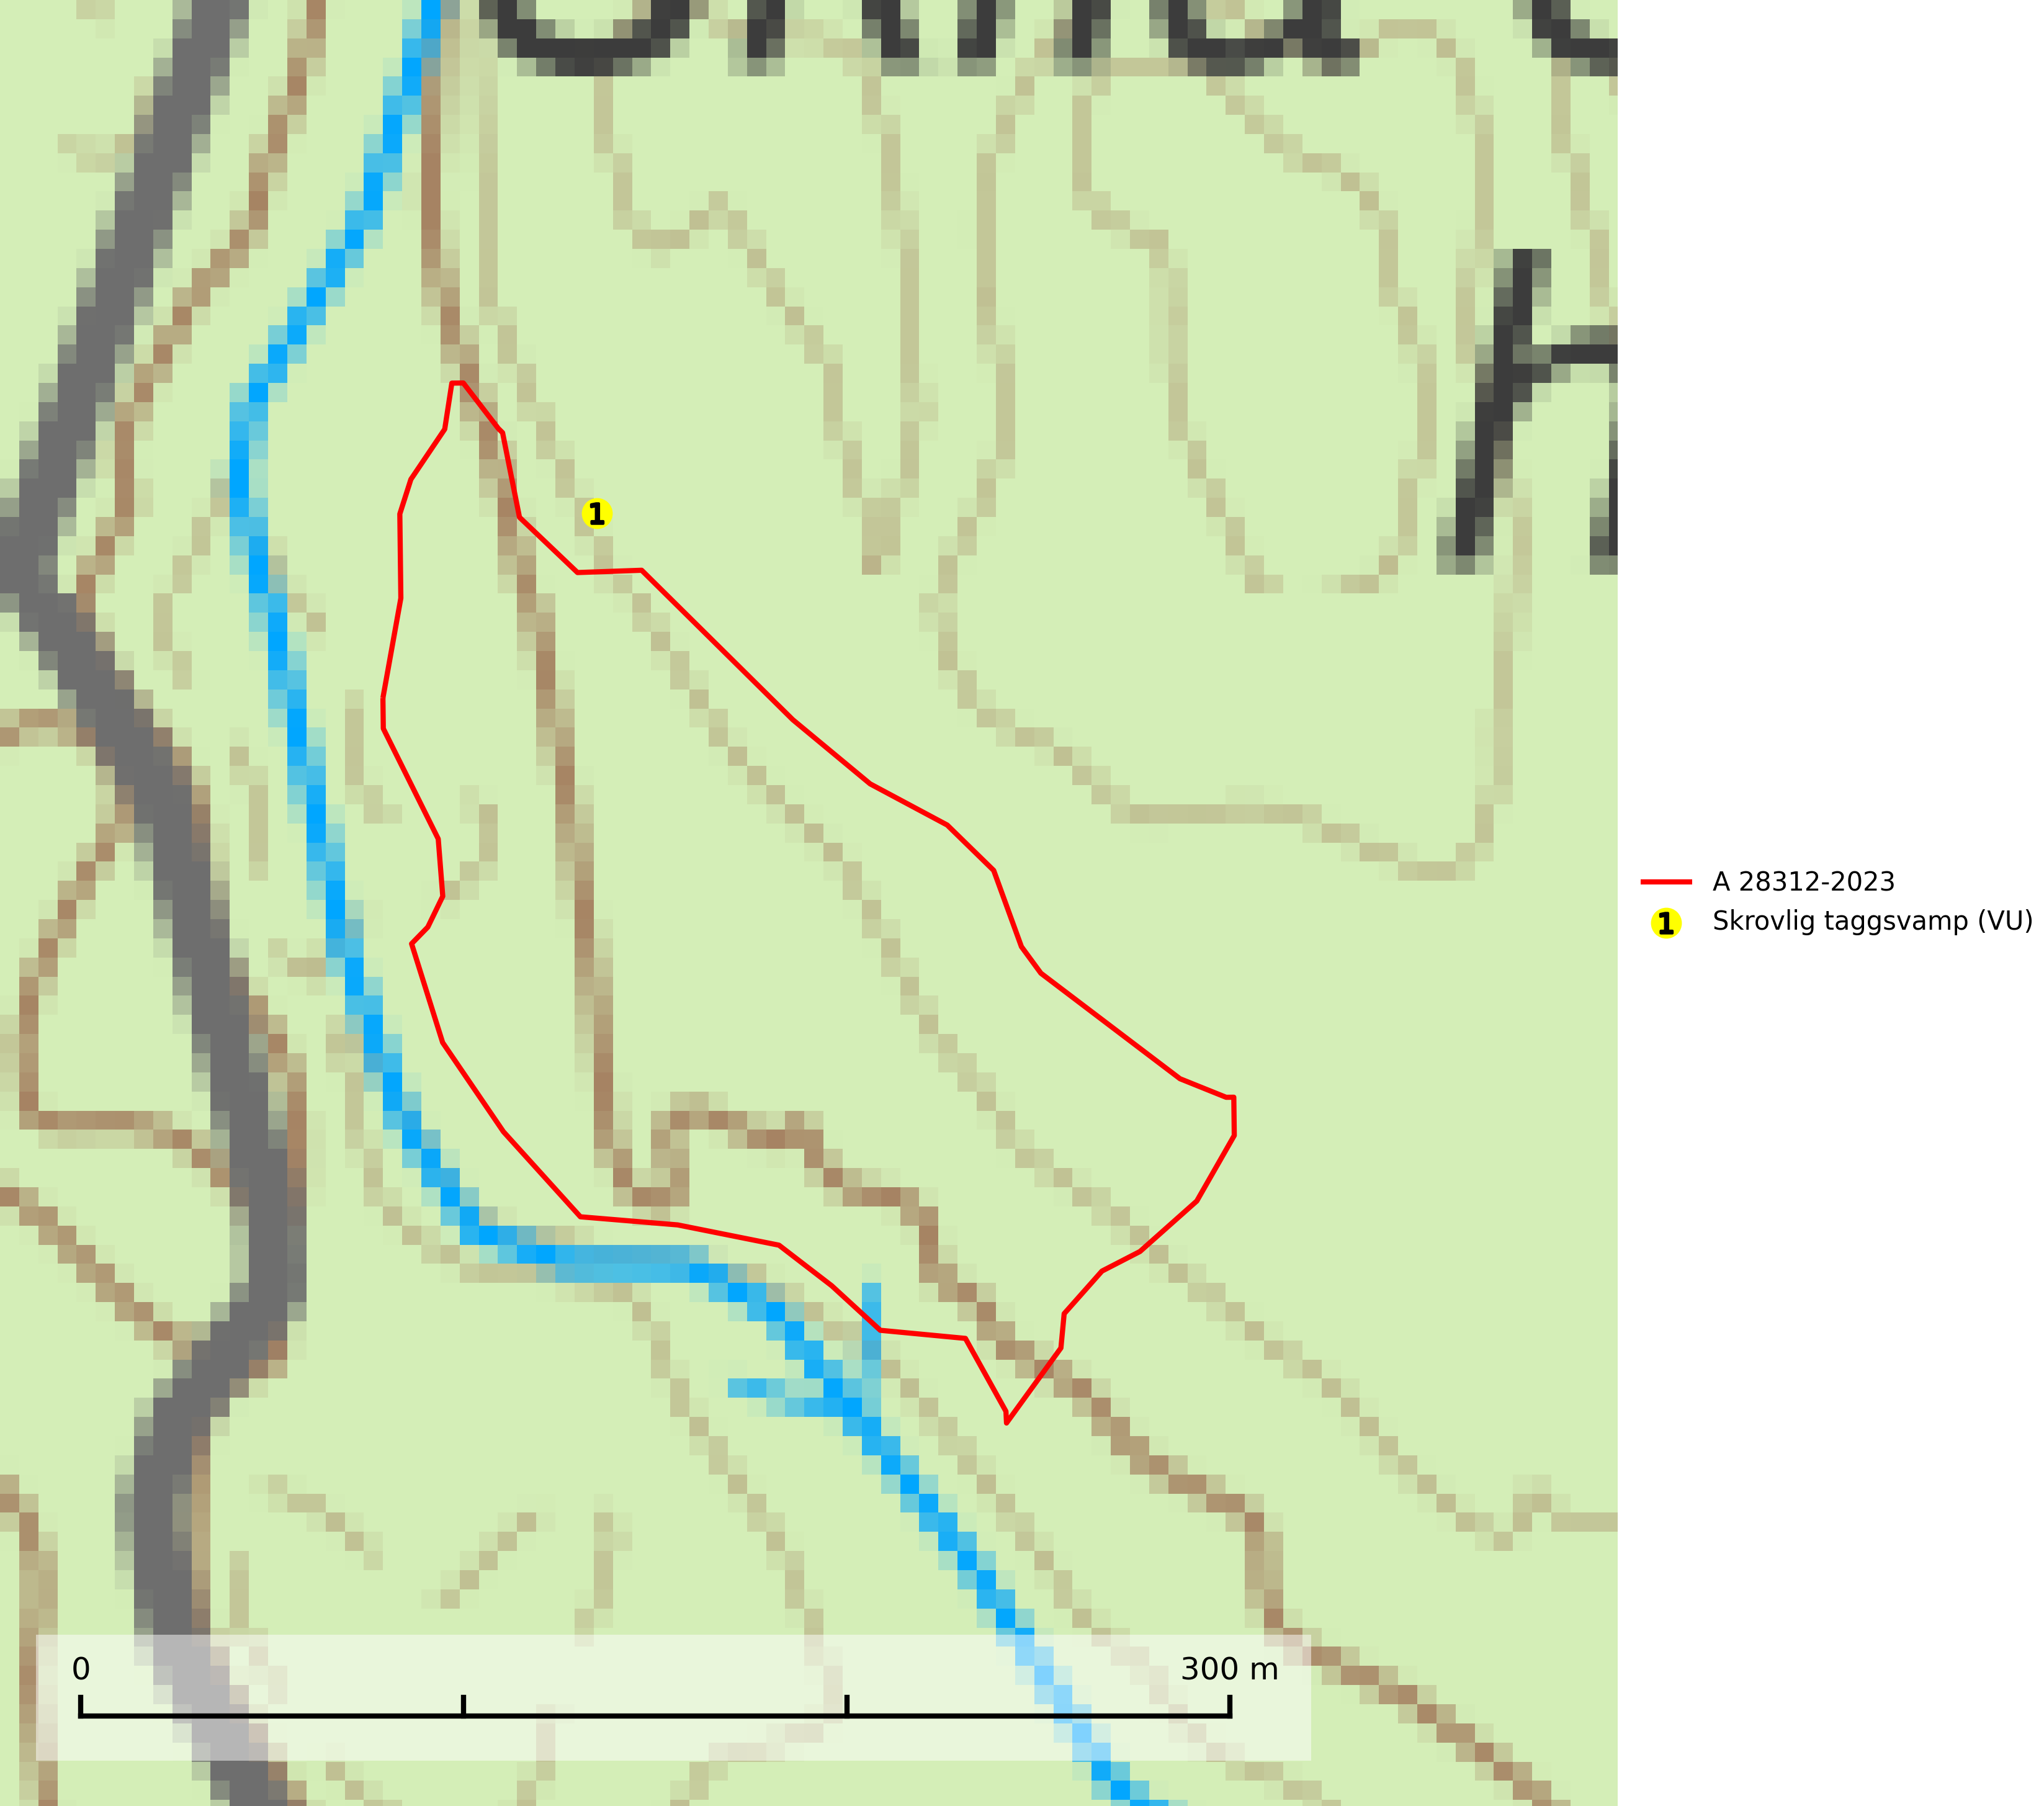 1
A 28312-2023
1 Skrovlig taggsvamp (VU)
0 300 m